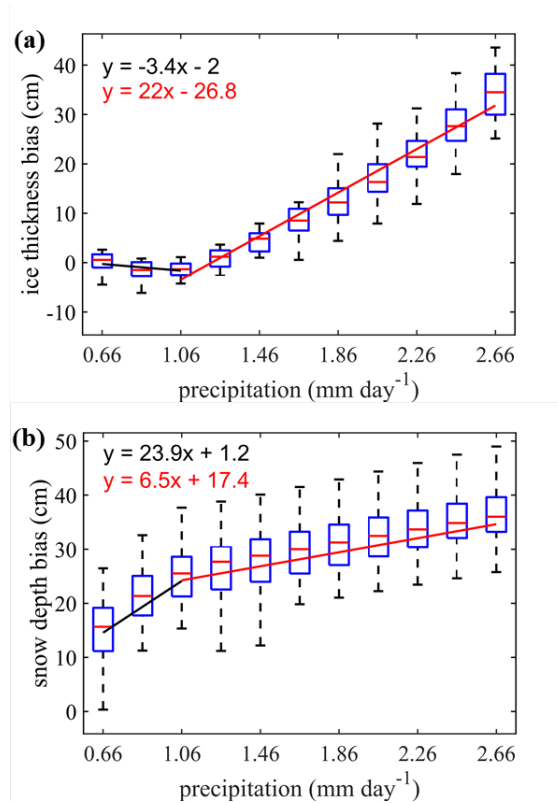 (a)
y = -3.4x - 2
y = 22x - 26.8
ice thickness bias (cm)
40
30
20
10
0
-10
0.66 1.06 1.46 1.86 2.26 2.66
precipitation (mm day⁻¹)
(b)
y = 23.9x + 1.2
y = 6.5x + 17.4
snow depth bias (cm)
50
40
30
20
10
0
0.66 1.06 1.46 1.86 2.26 2.66
precipitation (mm day⁻¹)